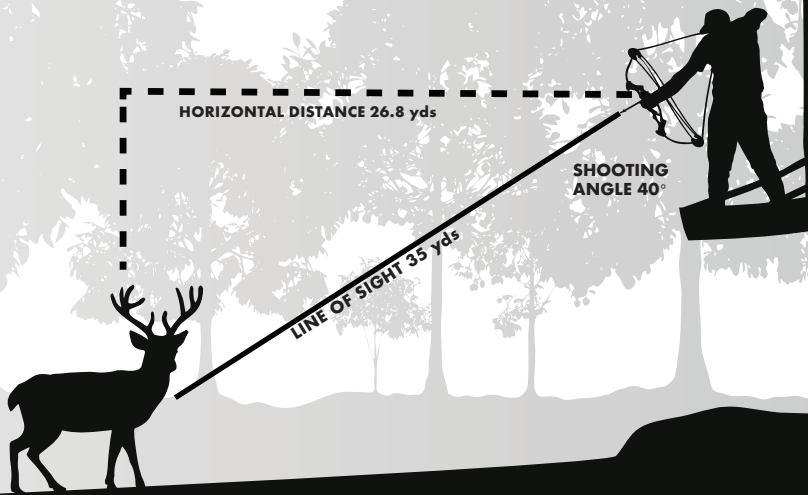 HORIZONTAL DISTANCE 26.8 yds
SHOOTING
ANGLE 40°
LINE OF SIGHT 35 yds